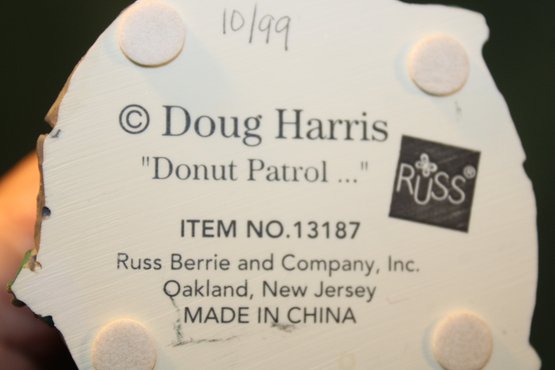 10/99
© Doug Harris
"Donut Patrol ..."
RUSS®
ITEM NO.13187
Russ Berrie and Company, Inc.
Oakland, New Jersey
MADE IN CHINA